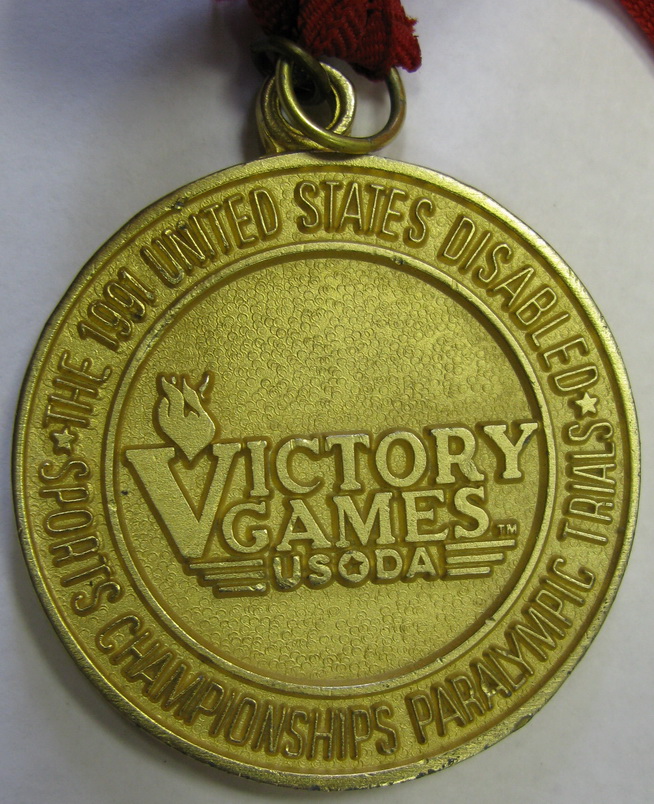 THE 1991 UNITED STATES DISABLED
SPORTS CHAMPIONSHIPS PARALYMPIC TRIALS
VICTORY
GAMES™
USODA